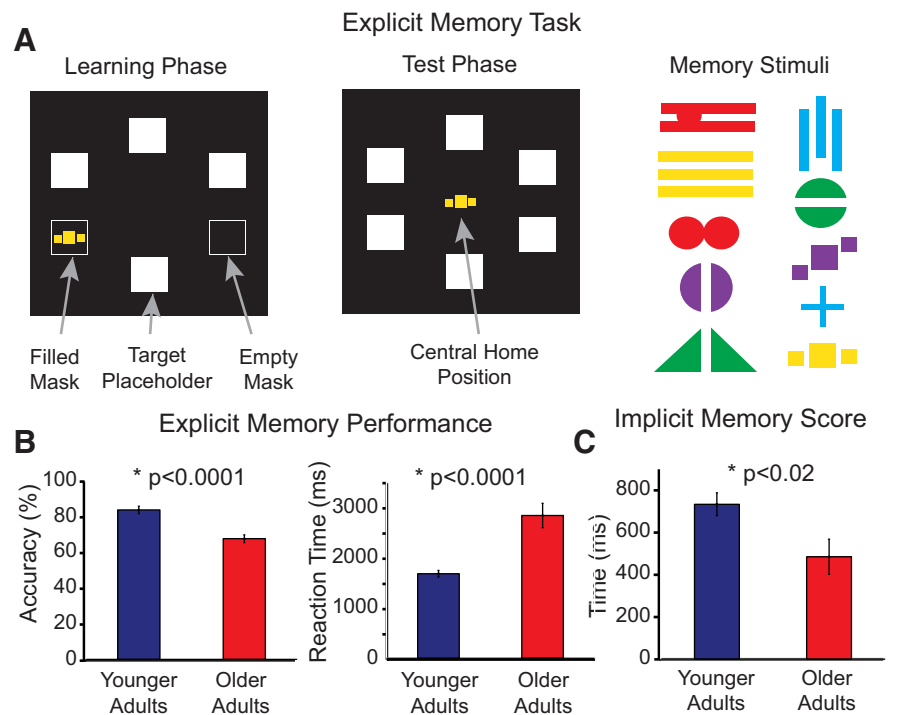 A
Explicit Memory Task
Learning Phase
Test Phase
Memory Stimuli
Filled
Mask
Target
Placeholder
Empty
Mask
Central Home
Position
B
Explicit Memory Performance
* p<0.0001
Accuracy (%)
100
80
60
40
20
0
Younger
Adults
Older
Adults
* p<0.0001
Reaction Time (ms)
3000
2000
1000
0
Younger
Adults
Older
Adults
C
Implicit Memory Score
* p<0.02
Time (ms)
800
600
400
200
0
Younger
Adults
Older
Adults